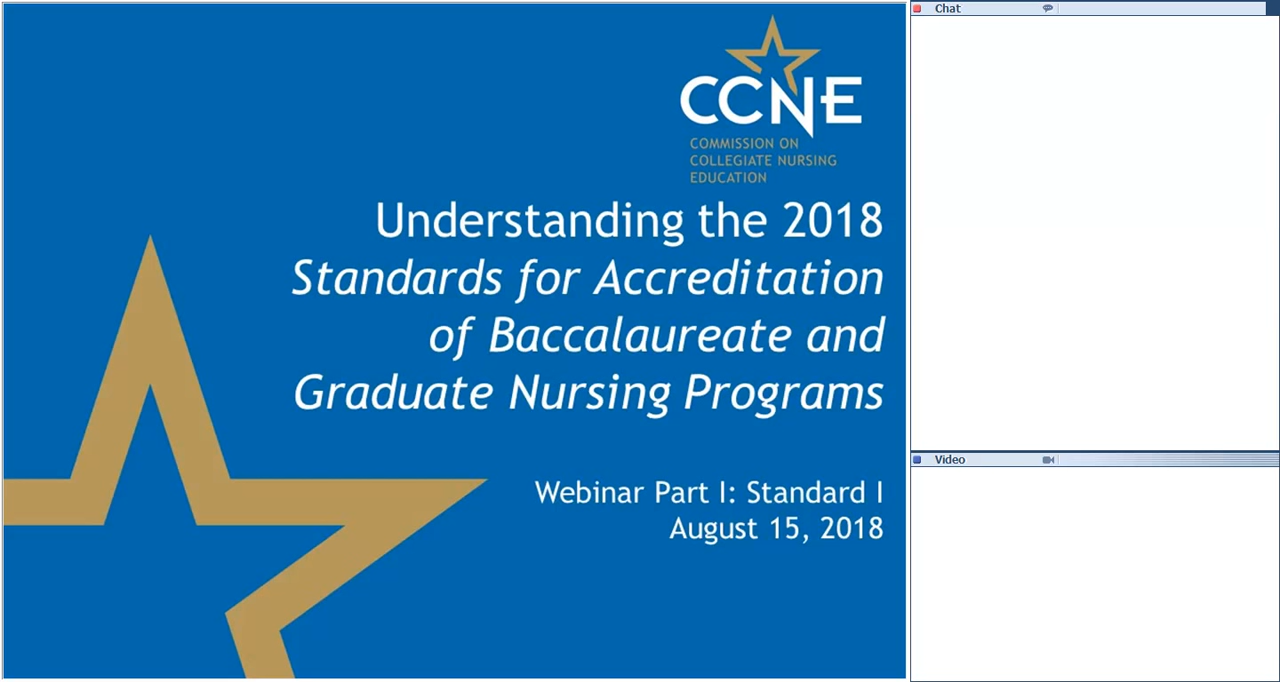 CCNE
COMMISSION ON
COLLEGIATE NURSING
EDUCATION
Understanding the 2018
Standards for Accreditation
of Baccalaureate and
Graduate Nursing Programs
Webinar Part I: Standard I
August 15, 2018
Chat
Video